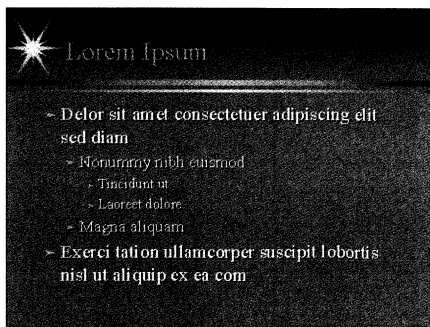 Lorem Ipsum
➢ Delor sit amet consectetuer adipiscing elit
sed diam
➢ Nonummy nibh euismod
➢ Tincidunt ut
➢ Laoreet dolore
➢ Magna aliquam
➢ Exerci tation ullamcorper suscipit lobortis
nisl ut aliquip ex ea com